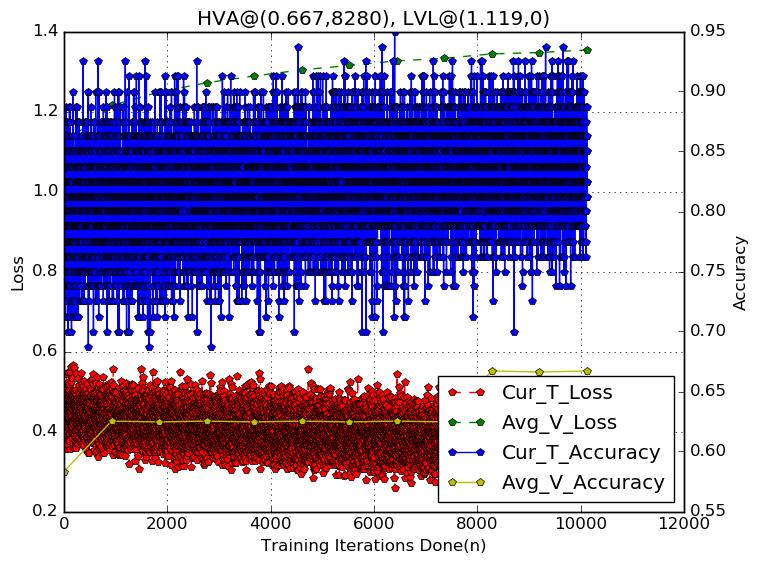 HVA@(0.667,8280), LVL@(1.119,0)
1.4
1.2
1.0
0.8
0.6
0.4
0.2
Loss
0.95
0.90
0.85
0.80
0.75
0.70
0.65
0.60
0.55
Accuracy
Cur_T_Loss
Avg_V_Loss
Cur_T_Accuracy
Avg_V_Accuracy
0 2000 4000 6000 8000 10000 12000
Training Iterations Done(n)